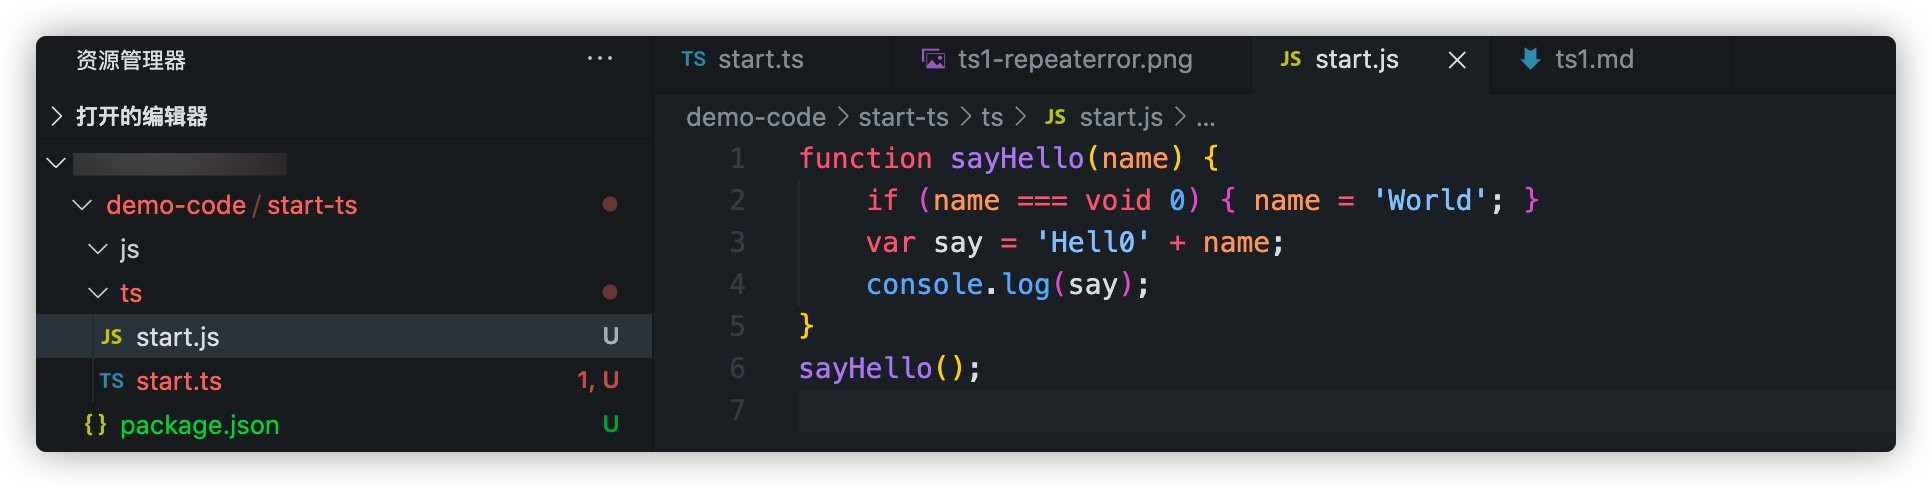 资源管理器 ...
打开的编辑器
demo-code / start-ts
js
ts
JS start.js U
TS start.ts 1, U
{} package.json U
TS start.ts ts1-repeaterror.png JS start.js × ts1.md
demo-code > start-ts > ts > JS start.js > ...
1 function sayHello(name) {
2 if (name === void 0) { name = 'World'; }
3 var say = 'Hell0' + name;
4 console.log(say);
5 }
6 sayHello();
7